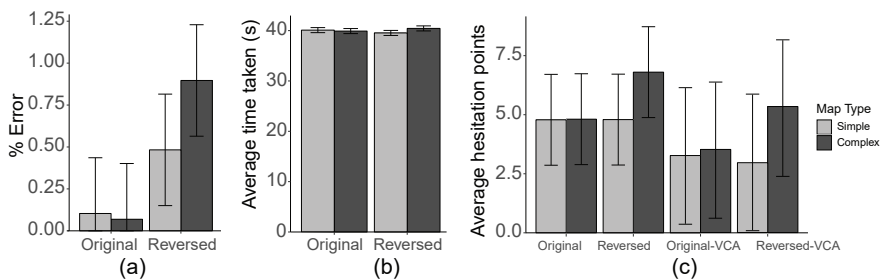 % Error
1.25
1.00
0.75
0.50
0.25
0.00
Original Reversed
(a)
Average time taken (s)
60
40
20
0
Original Reversed
(b)
Average hesitation points
7.5
5.0
2.5
0.0
Original Reversed Original-VCA Reversed-VCA
(c)
Map Type
Simple
Complex